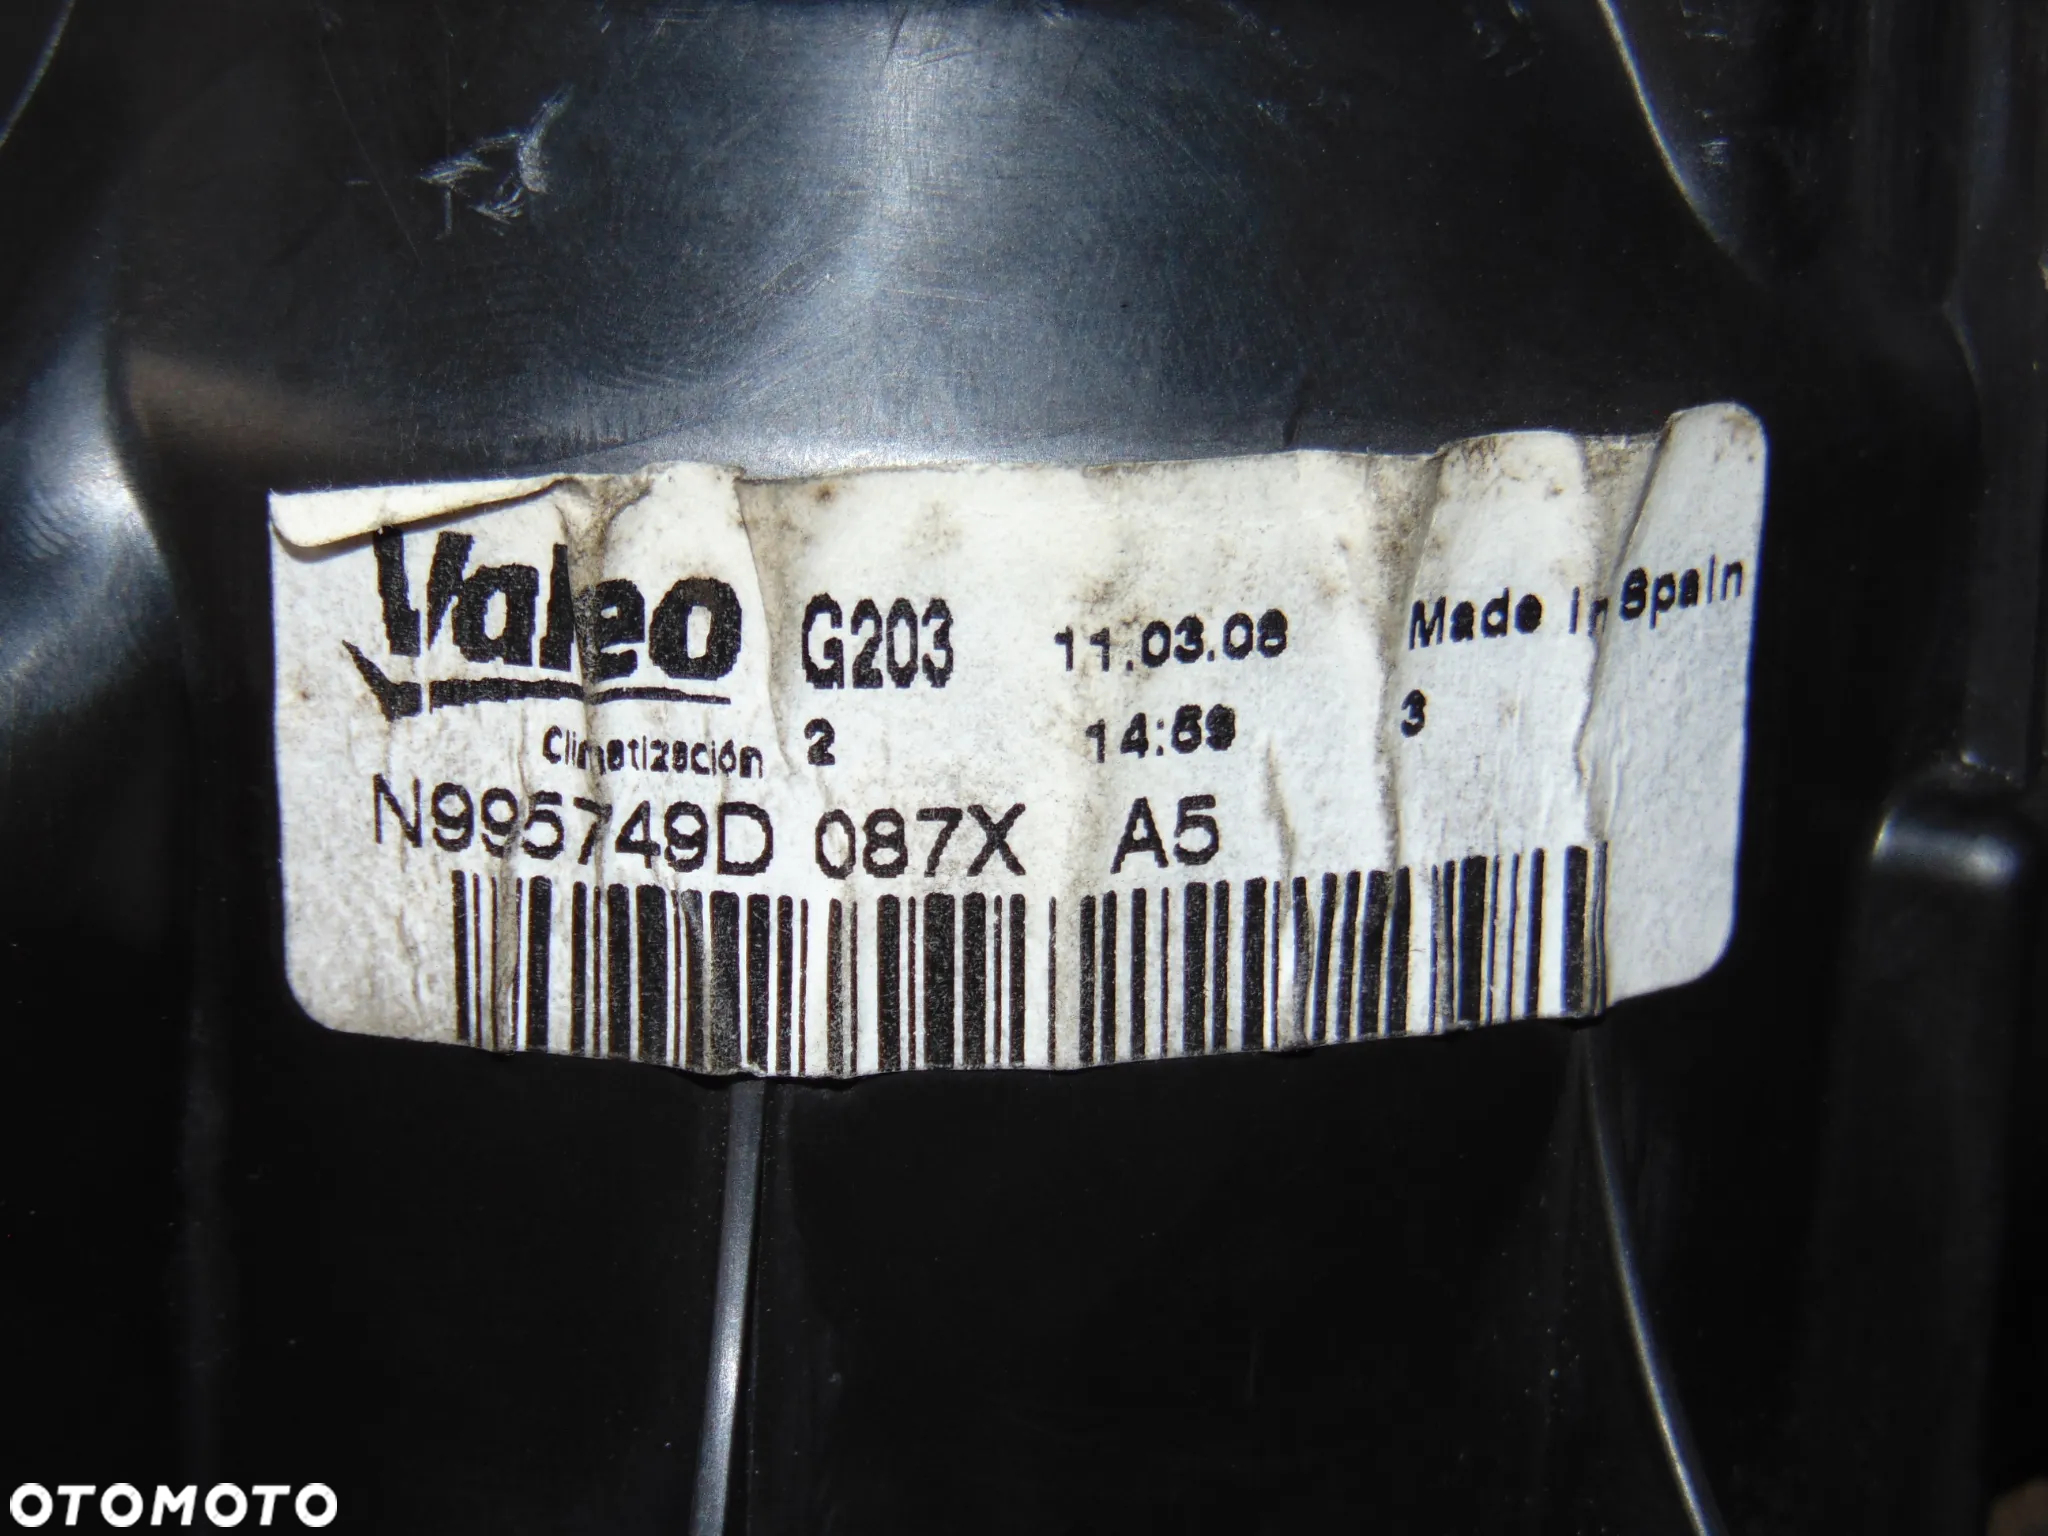 Valeo G203 11.03.08 Made in Spain
Climatización 2 14:59 3
N995749D 087X A5
OTOMOTO